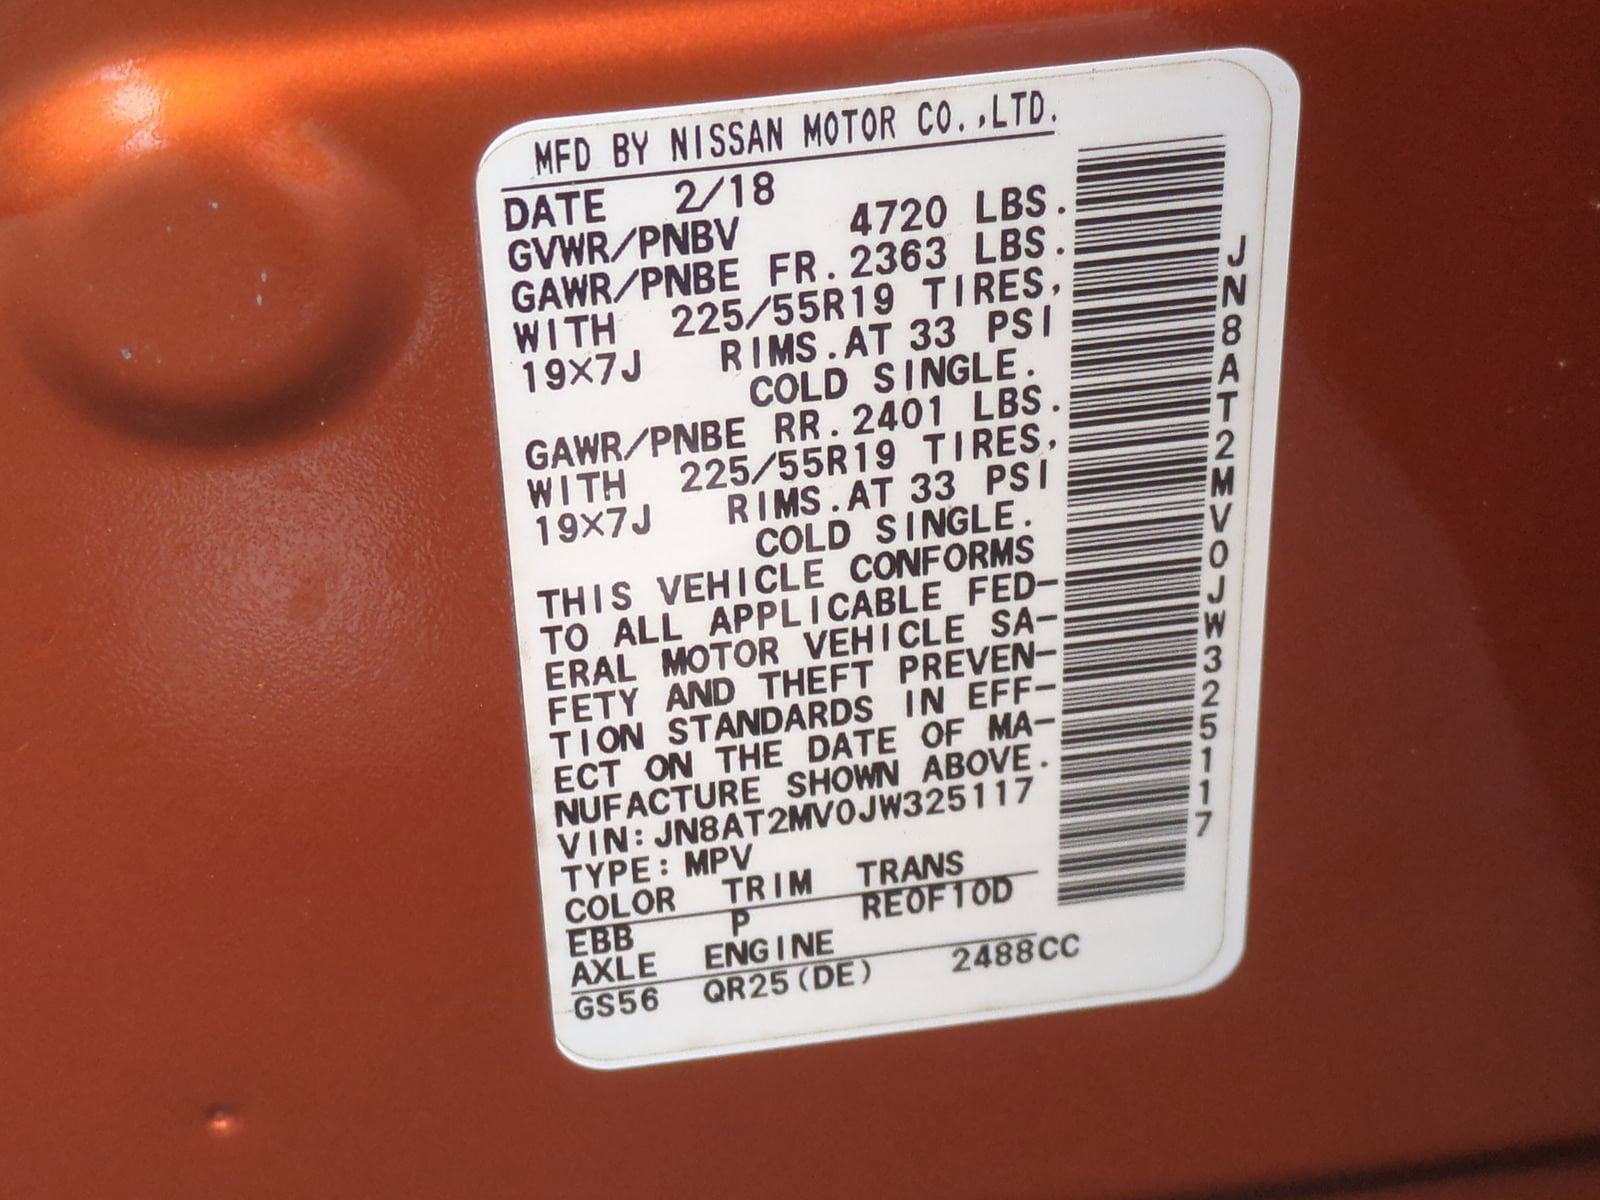 MFD BY NISSAN MOTOR CO.,LTD.
DATE 2/18
GVWR/PNBV 4720 LBS.
GAWR/PNBE FR.2363 LBS.
WITH 225/55R19 TIRES,
19×7J RIMS.AT 33 PSI
COLD SINGLE.
GAWR/PNBE RR.2401 LBS.
WITH 225/55R19 TIRES,
19×7J RIMS.AT 33 PSI
COLD SINGLE.
THIS VEHICLE CONFORMS
TO ALL APPLICABLE FED-
ERAL MOTOR VEHICLE SA-
FETY AND THEFT PREVEN-
TION STANDARDS IN EFF-
ECT ON THE DATE OF MA-
NUFACTURE SHOWN ABOVE.
VIN:JN8AT2MV0JW325117
TYPE:MPV
COLOR TRIM TRANS
EBB P RE0F10D
AXLE ENGINE
GS56 QR25(DE) 2488CC
JN8AT2MV0JW325117